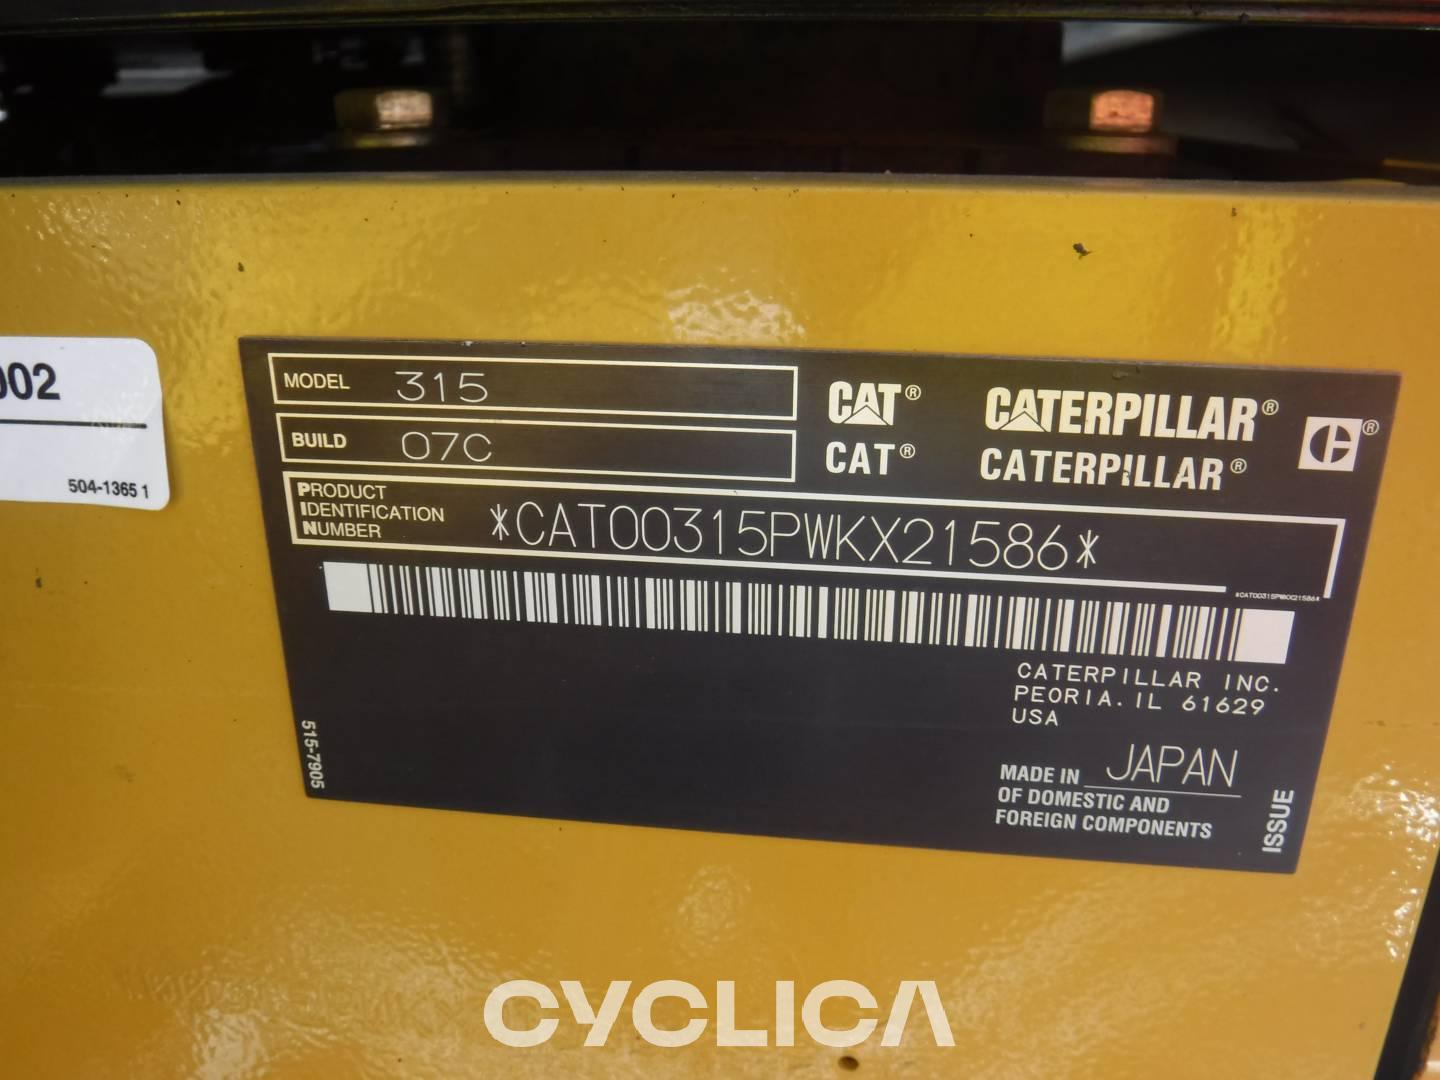 002
504-1365 1
MODEL 315
BUILD 07C
CAT® CATERPILLAR®
CAT® CATERPILLAR®
C®
PRODUCT
IDENTIFICATION
NUMBER
*CAT00315PWKX21586*
*CAT00315PWKX21586*
CATERPILLAR INC.
PEORIA. IL 61629
USA
MADE IN JAPAN
OF DOMESTIC AND
FOREIGN COMPONENTS
515-7905
ISSUE
CYCLICA